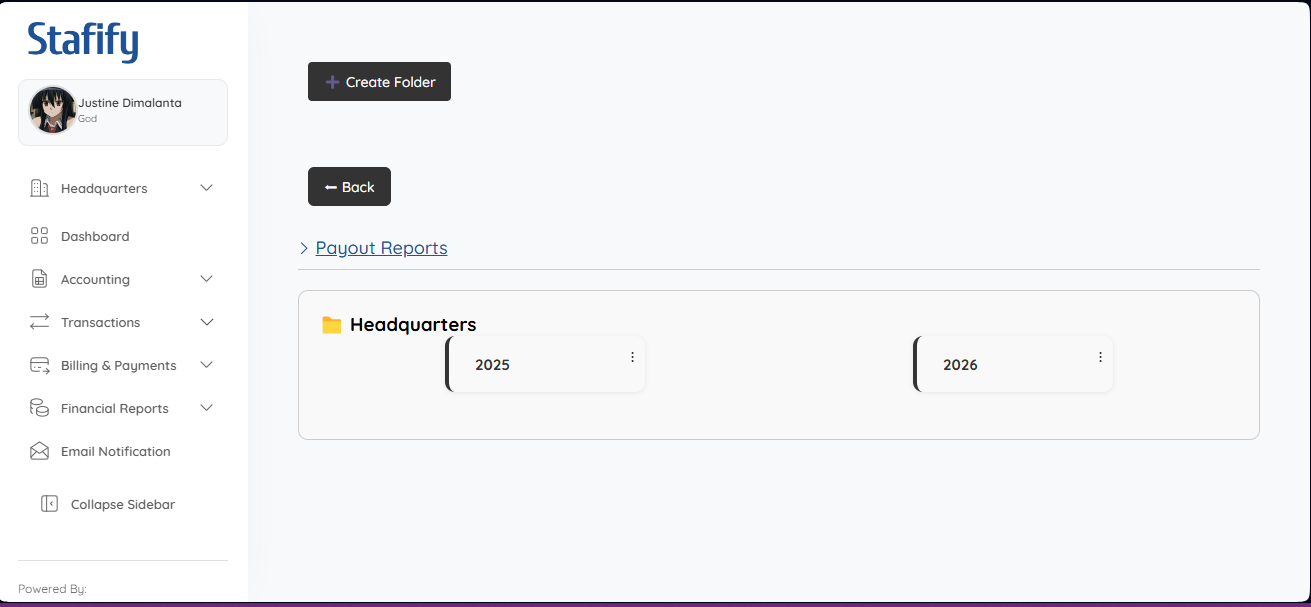 Stafify
Justine Dimalanta
God
Headquarters
Dashboard
Accounting
Transactions
Billing & Payments
Financial Reports
Email Notification
Collapse Sidebar
Powered By:
Create Folder
Back
Payout Reports
Headquarters
2025
2026